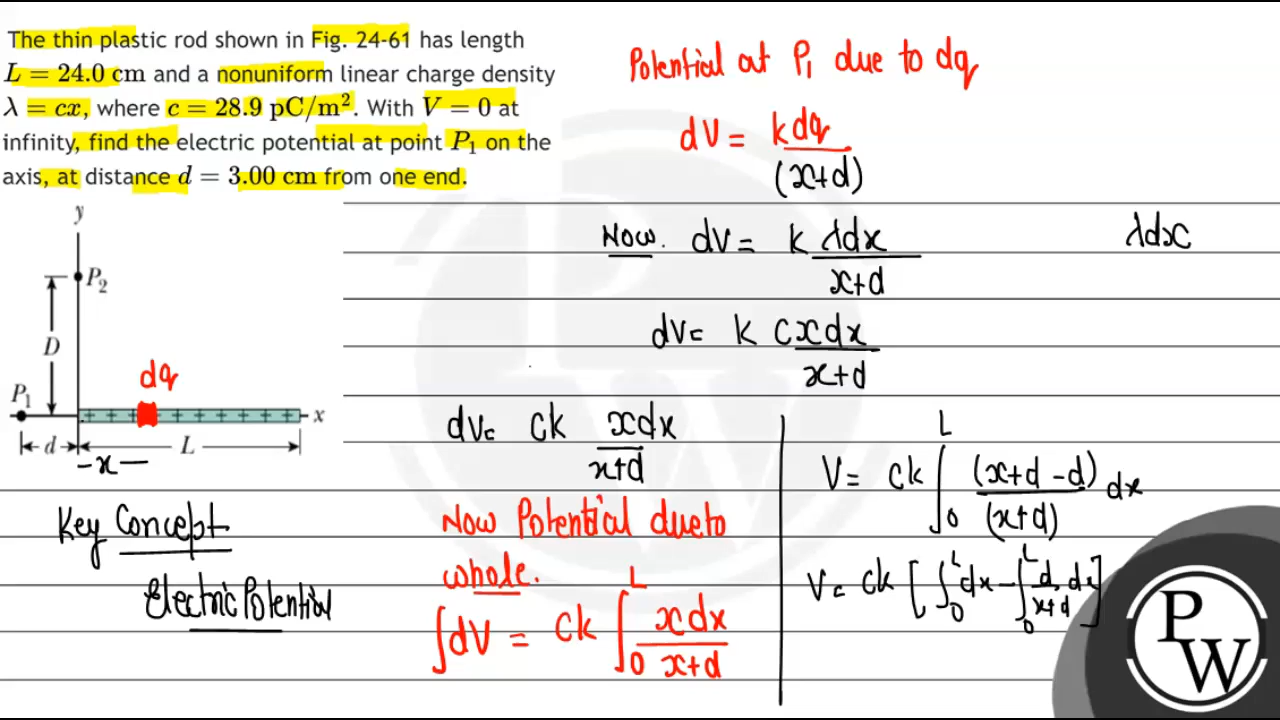 The thin plastic rod shown in Fig. 24-61 has length
L = 24.0 cm and a nonuniform linear charge density
λ = cx, where c = 28.9 pC/m². With V = 0 at
infinity, find the electric potential at point P₁ on the
axis, at distance d = 3.00 cm from one end.
y
P₂
D
dq
P₁
+ + + + + + + + +
x
d
L
-x-
Key Concept
Electric Potential
Potential at P₁ due to dq
dV = kdq/(x+d)
Now. dV = k λdx/x+d
λdx
dV= k cxdx/x+d
dV= ck xdx/x+d
Now Potential due to
whole.
∫dV = ck ∫₀ᴸ xdx/x+d
V = ck ∫₀ᴸ (x+d-d)/(x+d) dx
V= ck [∫₀ᴸ dx - ∫₀ᴸ d/x+d dx]
P
W